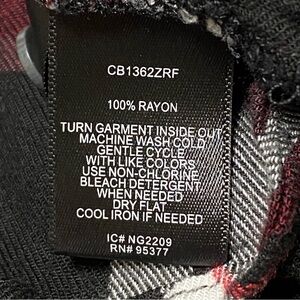 CB1362ZRF
100% RAYON
TURN GARMENT INSIDE OUT
MACHINE WASH COLD
GENTLE CYCLE
WITH LIKE COLORS
USE NON-CHLORINE
BLEACH DETERGENT
WHEN NEEDED
DRY FLAT
COOL IRON IF NEEDED
IC# NG2209
RN# 95377